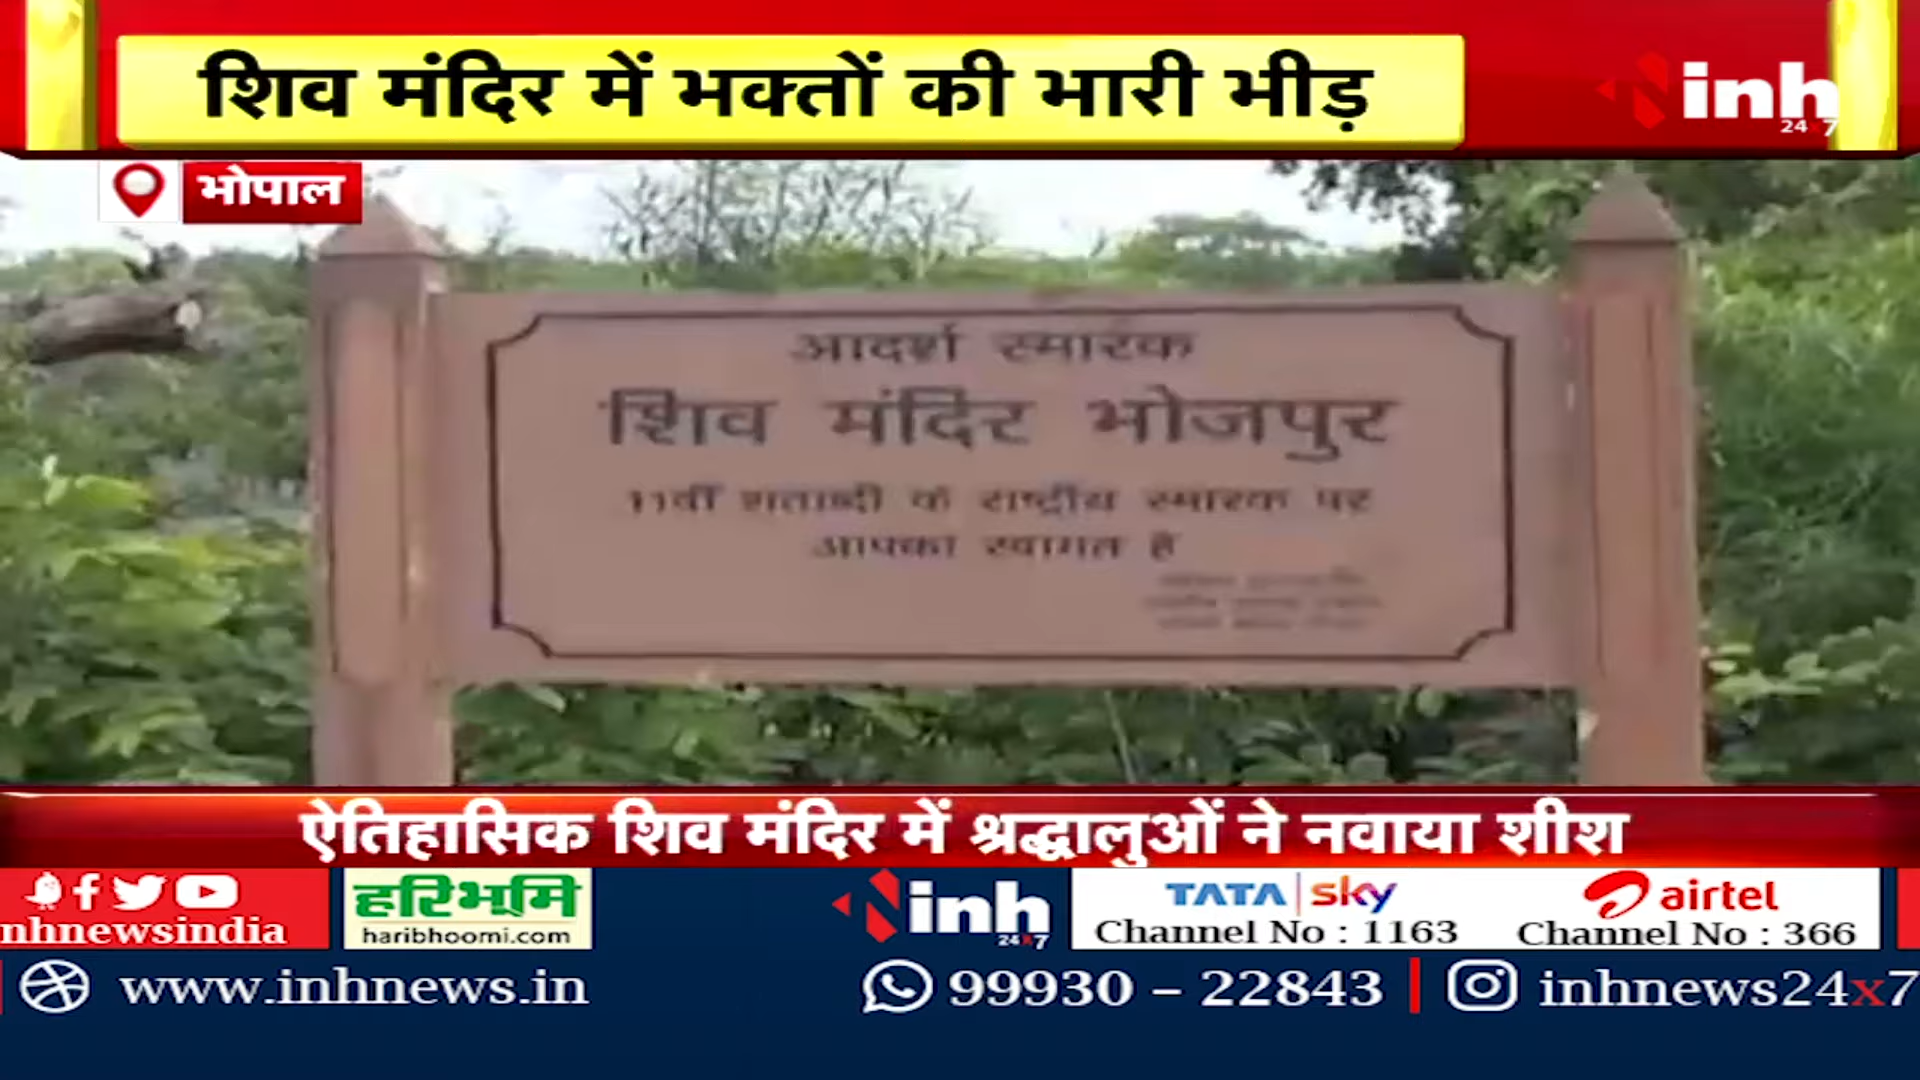 शिव मंदिर में भक्तों की भारी भीड़
inh
24x7
भोपाल
आदर्श स्मारक
शिव मंदिर भोजपुर
11वीं शताब्दी के राष्ट्रीय स्मारक पर
आपका स्वागत है
ऐतिहासिक शिव मंदिर में श्रद्धालुओं ने नवाया शीश
nhnewsindia
हरिभूमि
haribhoomi.com
inh
24x7
TATA sky
Channel No : 1163
airtel
Channel No : 366
www.inhnews.in
99930 – 22843
inhnews24x7